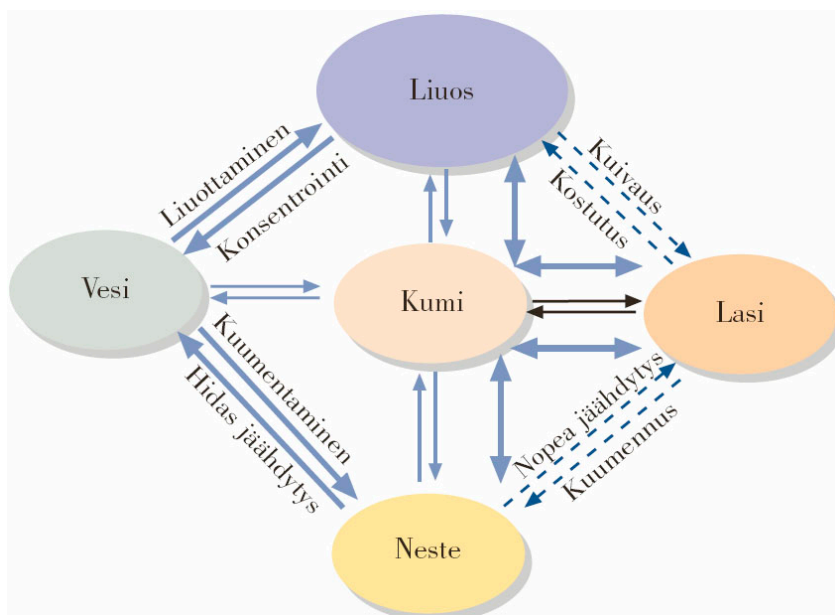 Liuos
Liuottaminen
Konsentrointi
Kuivaus
Kostutus
Vesi
Kumi
Lasi
Kuumentaminen
Hidas jäähdytys
Nopea jäähdytys
Kuumennus
Neste